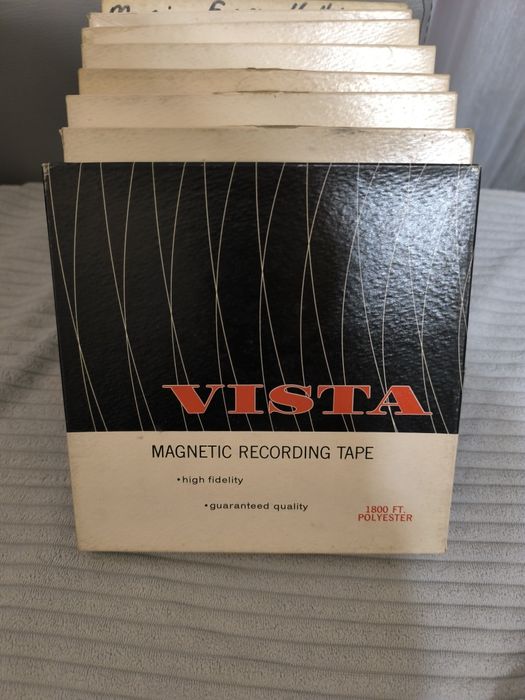 VISTA
MAGNETIC RECORDING TAPE
• high fidelity
• guaranteed quality
1800 FT.
POLYESTER